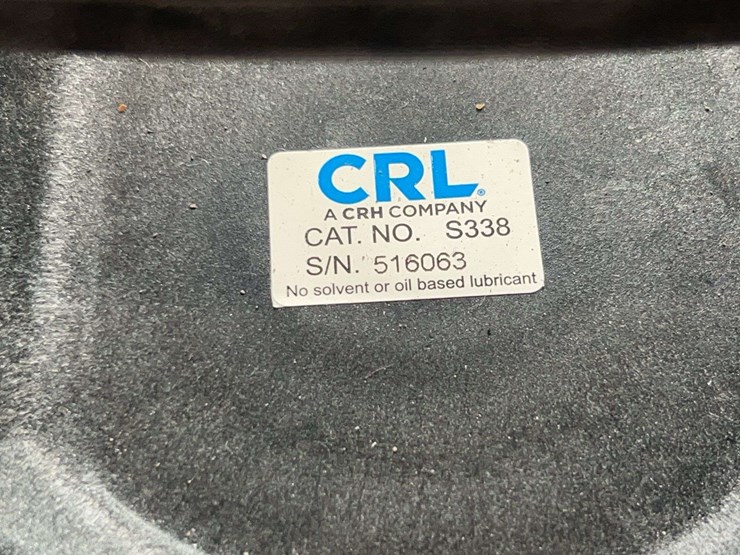 CRL®
A CRH COMPANY
CAT. NO. S338
S/N. 516063
No solvent or oil based lubricant